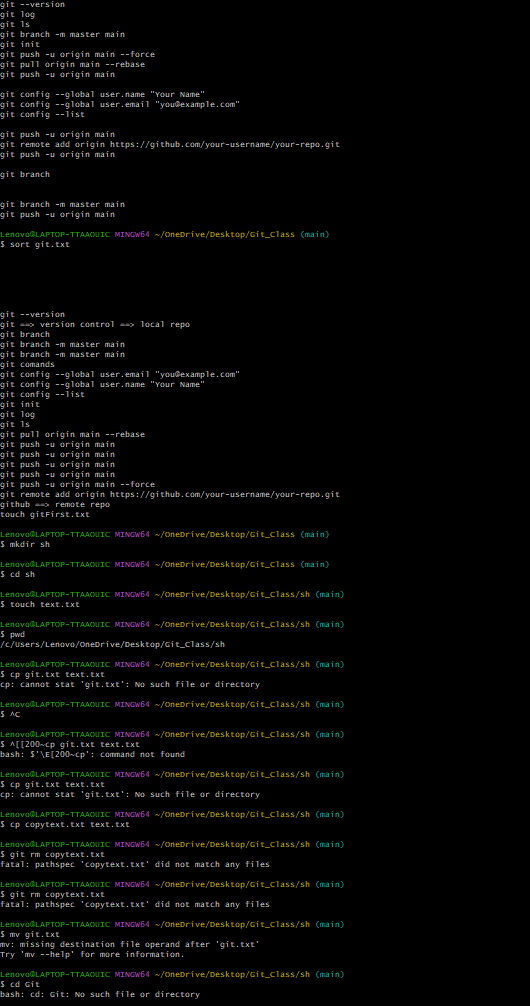 git --version
git log
git ls
git branch -m master main
git init
git push -u origin main --force
git pull origin main --rebase
git push -u origin main
git config --global user.name "Your Name"
git config --global user.email "you@example.com"
git config --list
git push -u origin main
git remote add origin https://github.com/your-username/your-repo.git
git push -u origin main
git branch
git branch -m master main
git push -u origin main
Lenovo@LAPTOP-TTAAOUIC MINGW64 ~/OneDrive/Desktop/Git_Class (main)
$ sort git.txt
git --version
git ==> version control ==> local repo
git branch
git branch -m master main
git branch -m master main
git comands
git config --global user.email "you@example.com"
git config --global user.name "Your Name"
git config --list
git init
git log
git ls
git pull origin main --rebase
git push -u origin main
git push -u origin main
git push -u origin main
git push -u origin main
git push -u origin main --force
git remote add origin https://github.com/your-username/your-repo.git
github ==> remote repo
touch gitFirst.txt
Lenovo@LAPTOP-TTAAOUIC MINGW64 ~/OneDrive/Desktop/Git_Class (main)
$ mkdir sh
Lenovo@LAPTOP-TTAAOUIC MINGW64 ~/OneDrive/Desktop/Git_Class (main)
$ cd sh
Lenovo@LAPTOP-TTAAOUIC MINGW64 ~/OneDrive/Desktop/Git_Class/sh (main)
$ touch text.txt
Lenovo@LAPTOP-TTAAOUIC MINGW64 ~/OneDrive/Desktop/Git_Class/sh (main)
$ pwd
/c/Users/Lenovo/OneDrive/Desktop/Git_Class/sh
Lenovo@LAPTOP-TTAAOUIC MINGW64 ~/OneDrive/Desktop/Git_Class/sh (main)
$ cp git.txt text.txt
cp: cannot stat 'git.txt': No such file or directory
Lenovo@LAPTOP-TTAAOUIC MINGW64 ~/OneDrive/Desktop/Git_Class/sh (main)
$ ^C
Lenovo@LAPTOP-TTAAOUIC MINGW64 ~/OneDrive/Desktop/Git_Class/sh (main)
$ ^[[200~cp git.txt text.txt
bash: $'\E[200~cp': command not found
Lenovo@LAPTOP-TTAAOUIC MINGW64 ~/OneDrive/Desktop/Git_Class/sh (main)
$ cp git.txt text.txt
cp: cannot stat 'git.txt': No such file or directory
Lenovo@LAPTOP-TTAAOUIC MINGW64 ~/OneDrive/Desktop/Git_Class/sh (main)
$ cp copytext.txt text.txt
Lenovo@LAPTOP-TTAAOUIC MINGW64 ~/OneDrive/Desktop/Git_Class/sh (main)
$ git rm copytext.txt
fatal: pathspec 'copytext.txt' did not match any files
Lenovo@LAPTOP-TTAAOUIC MINGW64 ~/OneDrive/Desktop/Git_Class/sh (main)
$ git rm copytext.txt
fatal: pathspec 'copytext.txt' did not match any files
Lenovo@LAPTOP-TTAAOUIC MINGW64 ~/OneDrive/Desktop/Git_Class/sh (main)
$ mv git.txt
mv: missing destination file operand after 'git.txt'
Try 'mv --help' for more information.
Lenovo@LAPTOP-TTAAOUIC MINGW64 ~/OneDrive/Desktop/Git_Class/sh (main)
$ cd Git
bash: cd: Git: No such file or directory